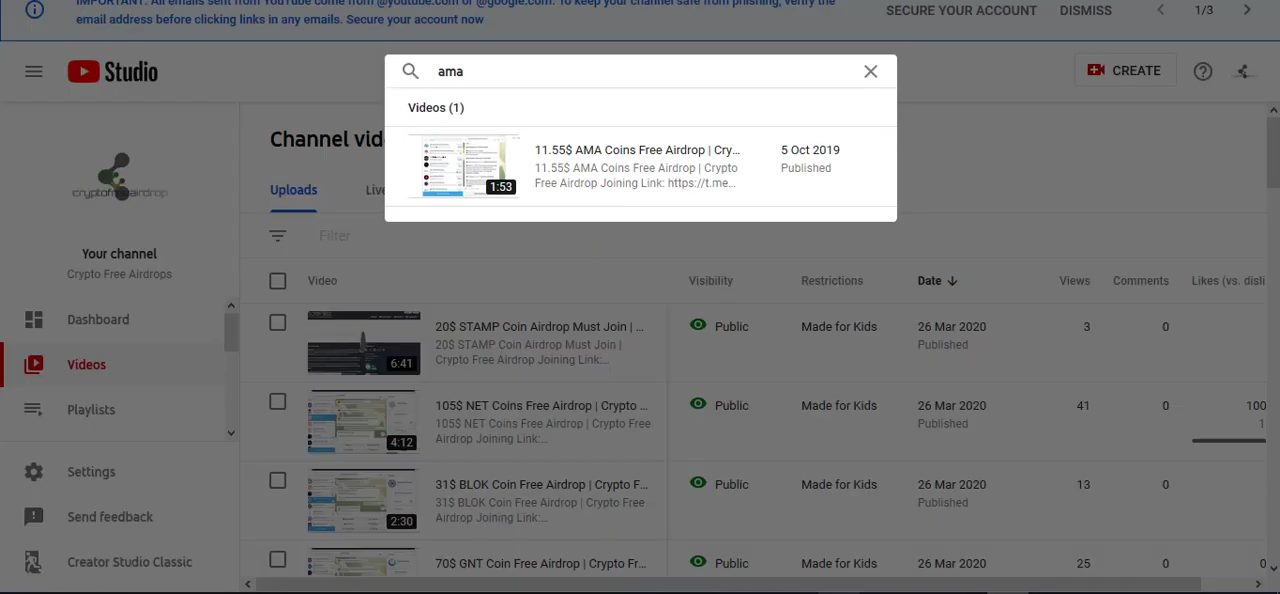 IMPORTANT: All emails sent from YouTube come from @youtube.com or @google.com. To keep your channel safe from phishing, verify the
email address before clicking links in any emails. Secure your account now
SECURE YOUR ACCOUNT
DISMISS
1/3
Studio
ama
CREATE
Videos (1)
1:53
11.55$ AMA Coins Free Airdrop | Cry...
11.55$ AMA Coins Free Airdrop | Crypto
Free Airdrop Joining Link: https://t.me...
5 Oct 2019
Published
cryptofreeairdrop
Your channel
Crypto Free Airdrops
Dashboard
Videos
Playlists
Settings
Send feedback
Creator Studio Classic
Channel vid
Uploads
Live
Filter
Video
Visibility
Restrictions
Date
Views
Comments
Likes (vs. disli
6:41
20$ STAMP Coin Airdrop Must Join | ...
20$ STAMP Coin Airdrop Must Join |
Crypto Free Airdrop Joining Link:...
Public
Made for Kids
26 Mar 2020
Published
3
0
4:12
105$ NET Coins Free Airdrop | Crypto ...
105$ NET Coins Free Airdrop | Crypto Free
Airdrop Joining Link:...
Public
Made for Kids
26 Mar 2020
Published
41
0
100
1
2:30
31$ BLOK Coin Free Airdrop | Crypto F...
31$ BLOK Coin Free Airdrop | Crypto Free
Airdrop Joining Link:...
Public
Made for Kids
26 Mar 2020
Published
13
0
70$ GNT Coin Free Airdrop | Crypto Fr...
Public
Made for Kids
26 Mar 2020
25
0
0